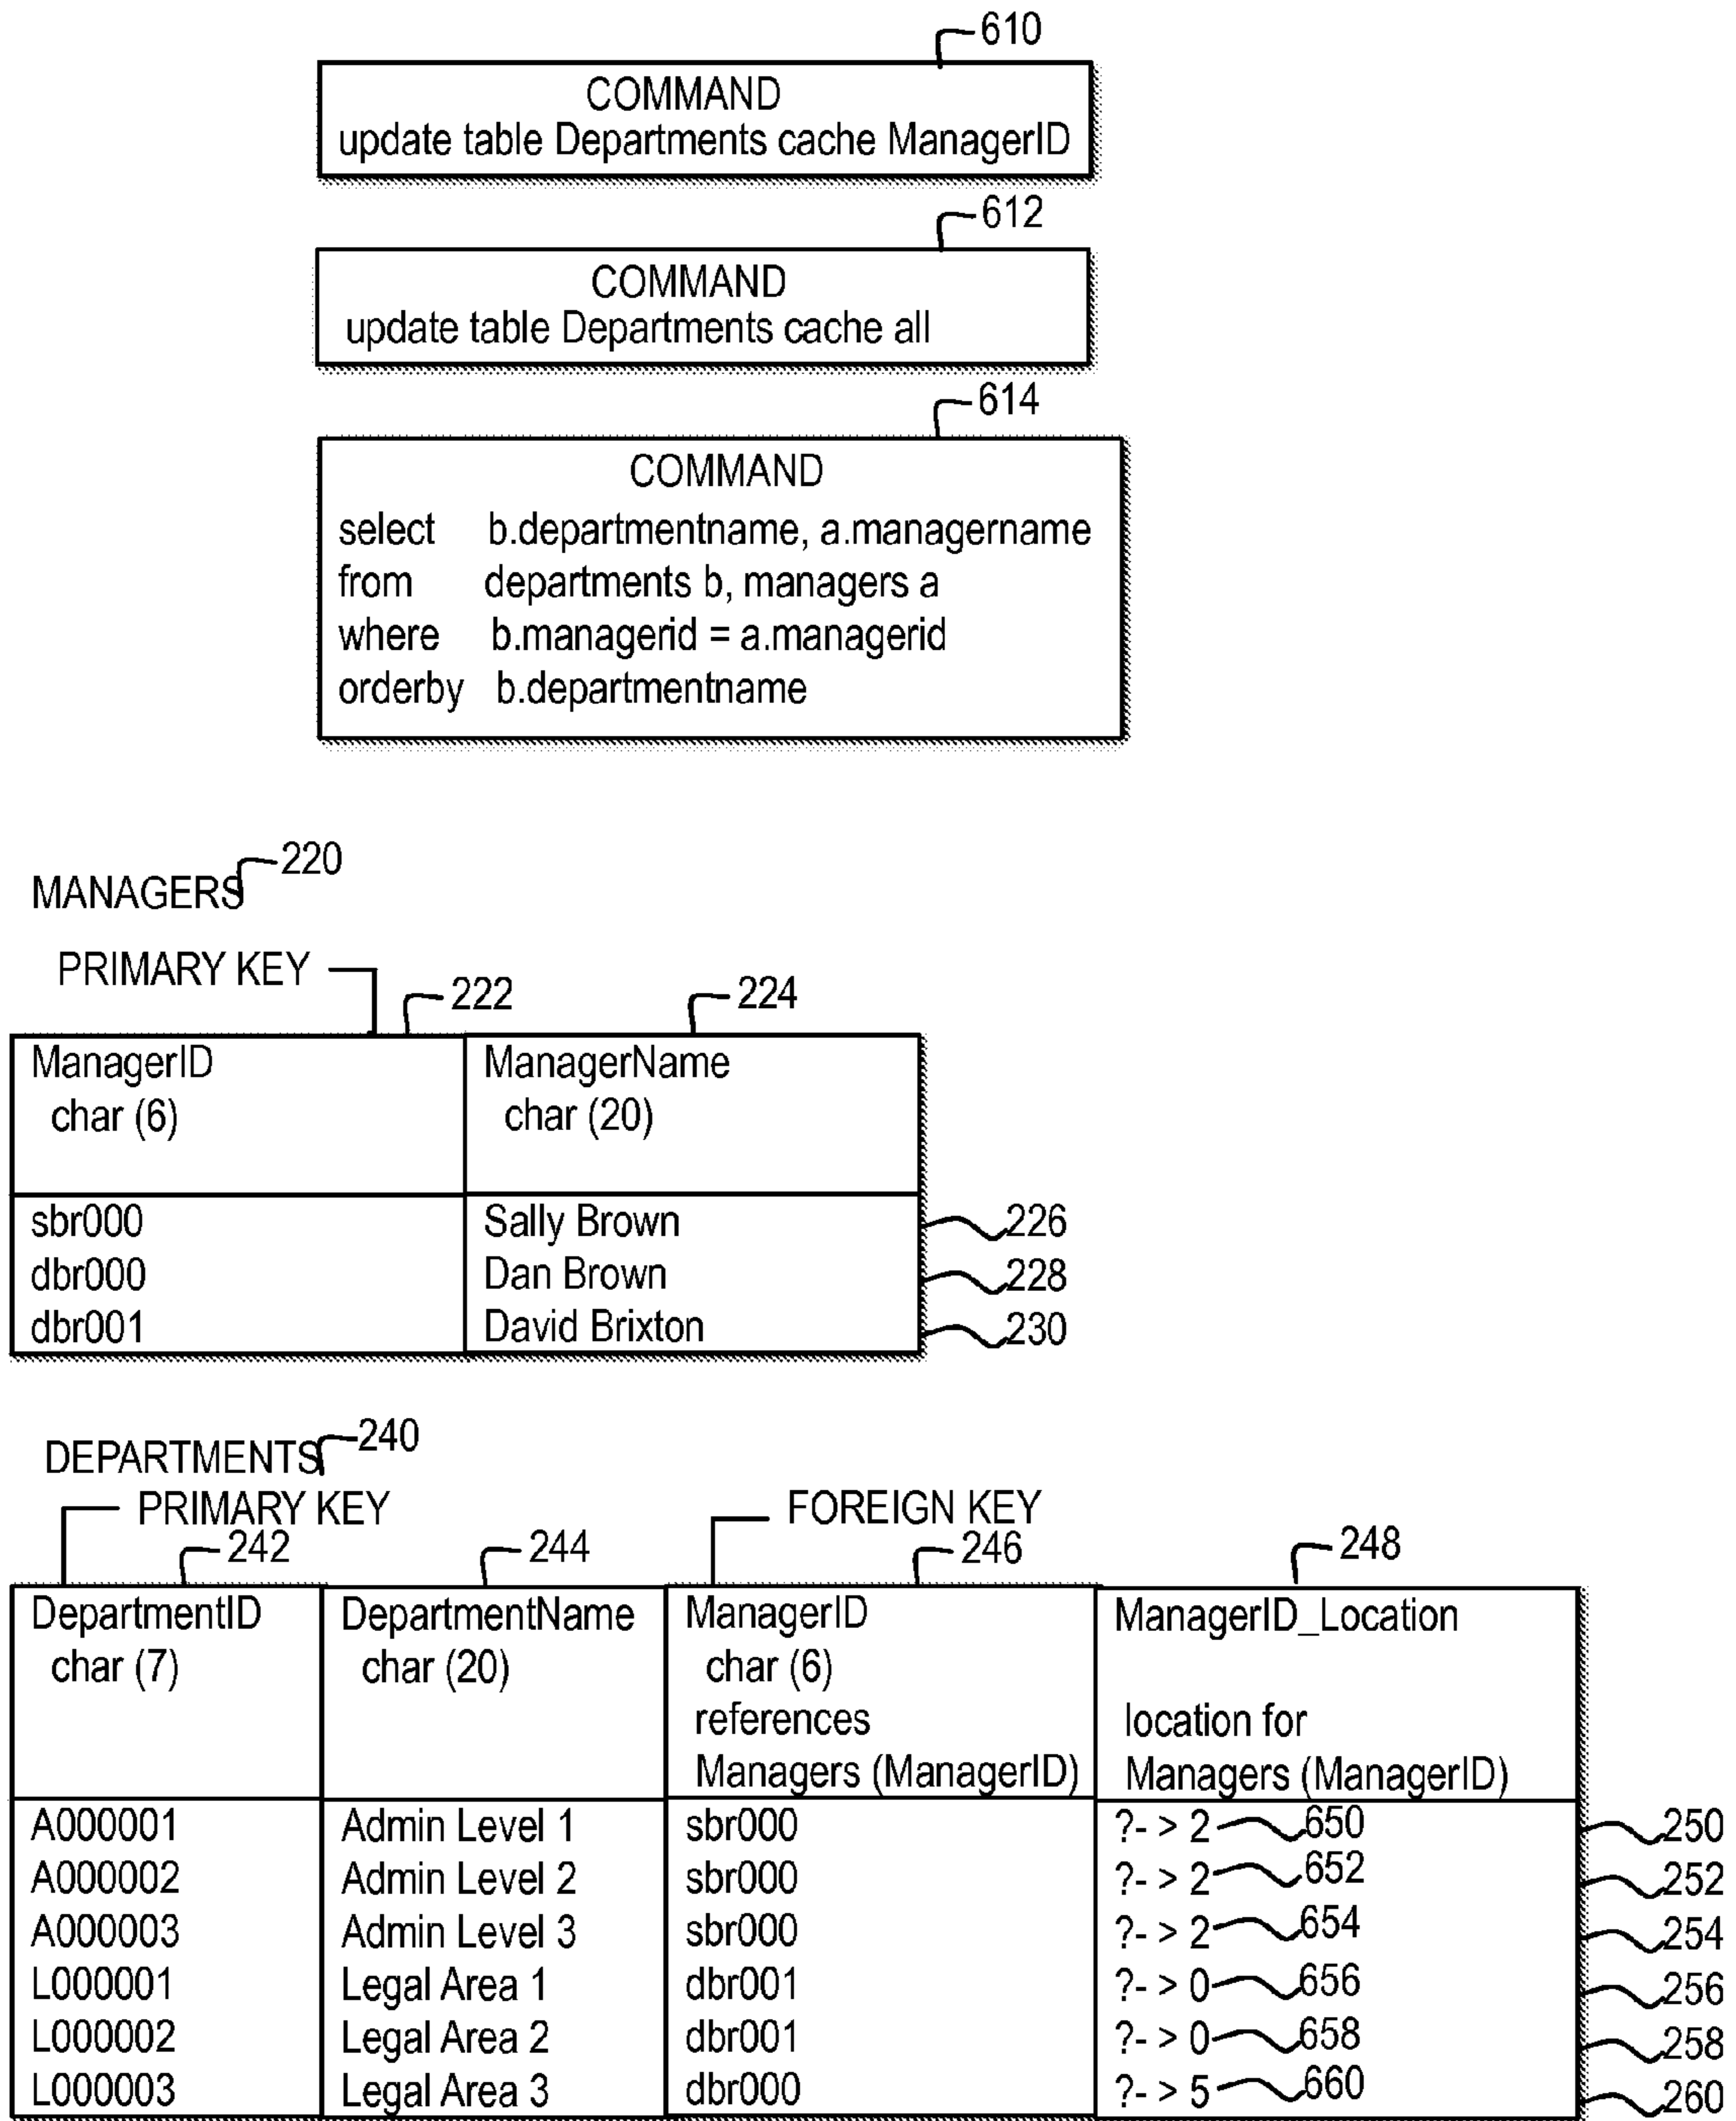 610
COMMAND
update table Departments cache ManagerID
612
COMMAND
update table Departments cache all
614
COMMAND
select b.departmentname, a.managername
from departments b, managers a
where b.managerid = a.managerid
orderby b.departmentname
220
MANAGERS
PRIMARY KEY
222 224
ManagerID ManagerName
char (6) char (20)
sbr000 Sally Brown 226
dbr000 Dan Brown 228
dbr001 David Brixton 230
DEPARTMENTS 240
PRIMARY KEY FOREIGN KEY
242 244 246 248
DepartmentID DepartmentName ManagerID ManagerID_Location
char (7) char (20) char (6)
references location for
Managers (ManagerID) Managers (ManagerID)
A000001 Admin Level 1 sbr000 ?- > 2 650 250
A000002 Admin Level 2 sbr000 ?- > 2 652 252
A000003 Admin Level 3 sbr000 ?- > 2 654 254
L000001 Legal Area 1 dbr001 ?- > 0 656 256
L000002 Legal Area 2 dbr001 ?- > 0 658 258
L000003 Legal Area 3 dbr000 ?- > 5 660 260